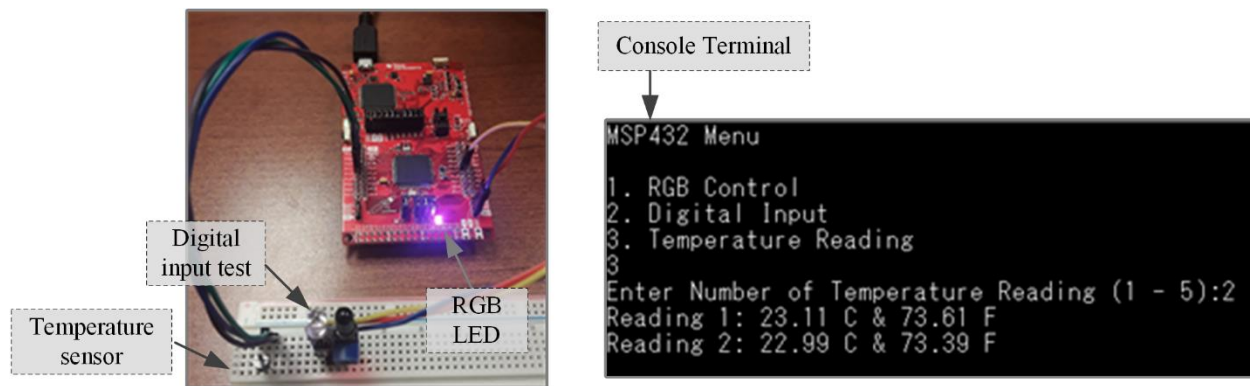 Console Terminal
MSP432 Menu
1. RGB Control
2. Digital Input
3. Temperature Reading
3
Enter Number of Temperature Reading (1 - 5):2
Reading 1: 23.11 C & 73.61 F
Reading 2: 22.99 C & 73.39 F
Digital
input test
RGB
LED
Temperature
sensor